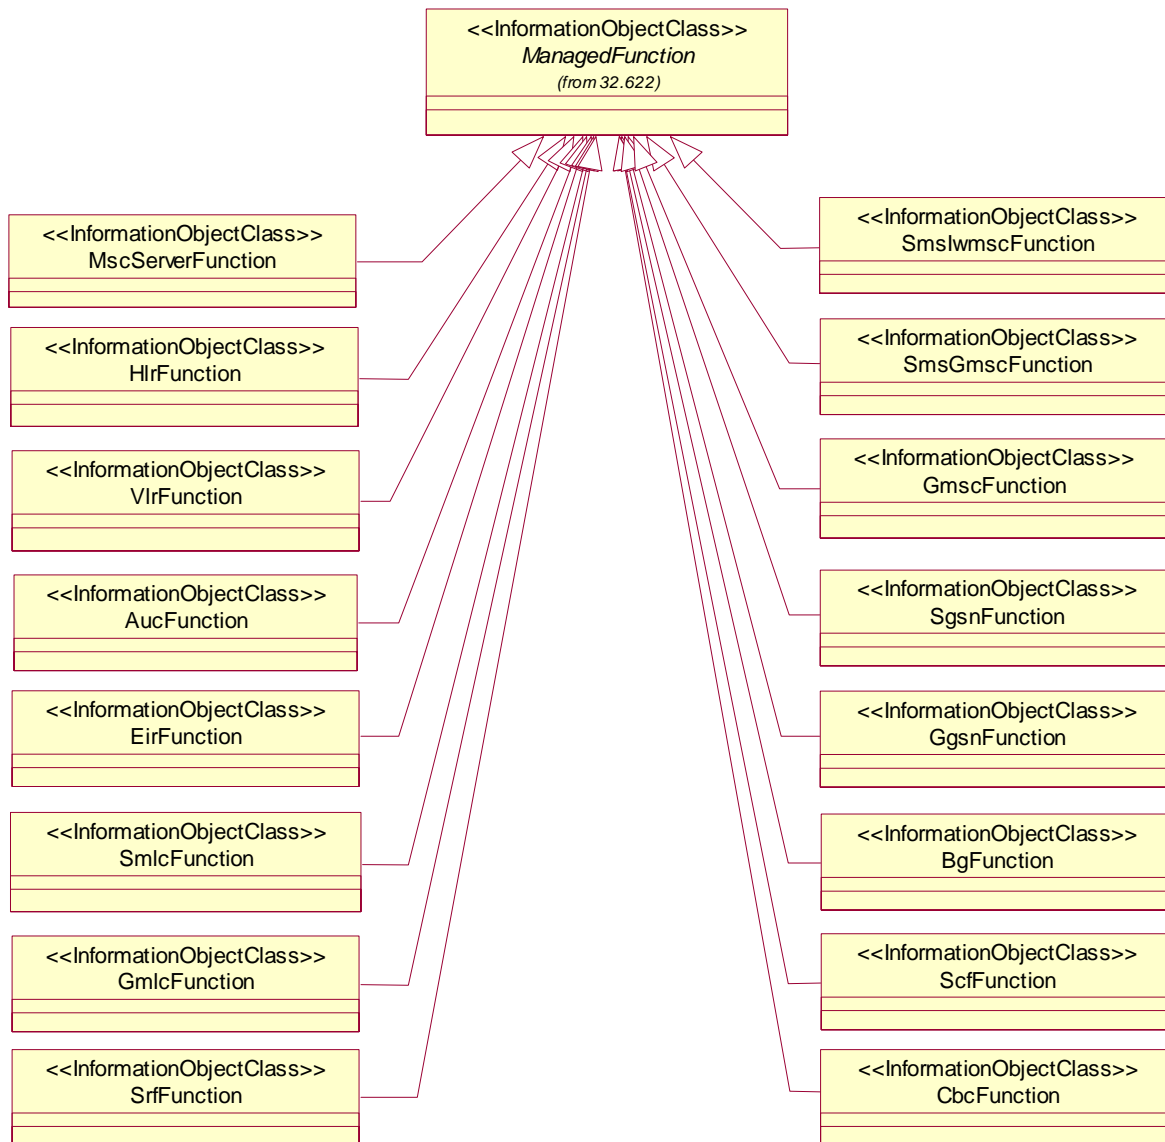 <<InformationObjectClass>>
ManagedFunction
(from 32.622)
<<InformationObjectClass>>
MscServerFunction
<<InformationObjectClass>>
HlrFunction
<<InformationObjectClass>>
VlrFunction
<<InformationObjectClass>>
AucFunction
<<InformationObjectClass>>
EirFunction
<<InformationObjectClass>>
SmlcFunction
<<InformationObjectClass>>
GmlcFunction
<<InformationObjectClass>>
SrfFunction
<<InformationObjectClass>>
SmsIwmscFunction
<<InformationObjectClass>>
SmsGmscFunction
<<InformationObjectClass>>
GmscFunction
<<InformationObjectClass>>
SgsnFunction
<<InformationObjectClass>>
GgsnFunction
<<InformationObjectClass>>
BgFunction
<<InformationObjectClass>>
ScfFunction
<<InformationObjectClass>>
CbcFunction